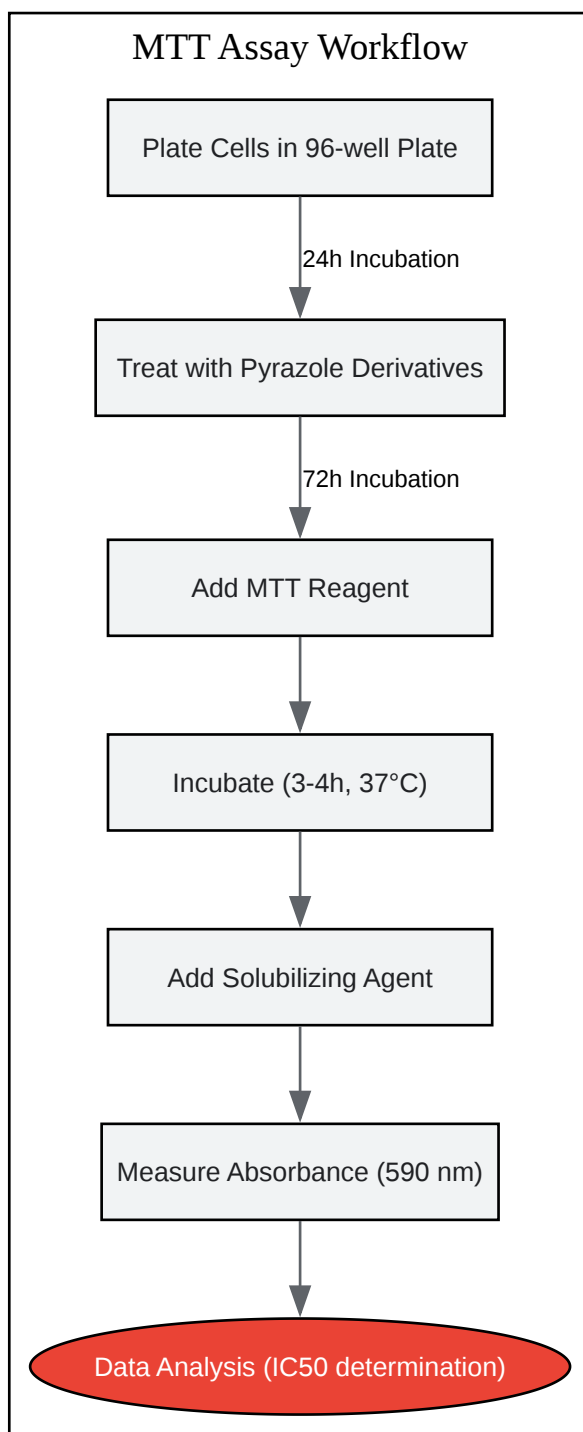 MTT Assay Workflow
Plate Cells in 96-well Plate
24h Incubation
Treat with Pyrazole Derivatives
72h Incubation
Add MTT Reagent
Incubate (3-4h, 37°C)
Add Solubilizing Agent
Measure Absorbance (590 nm)
Data Analysis (IC50 determination)